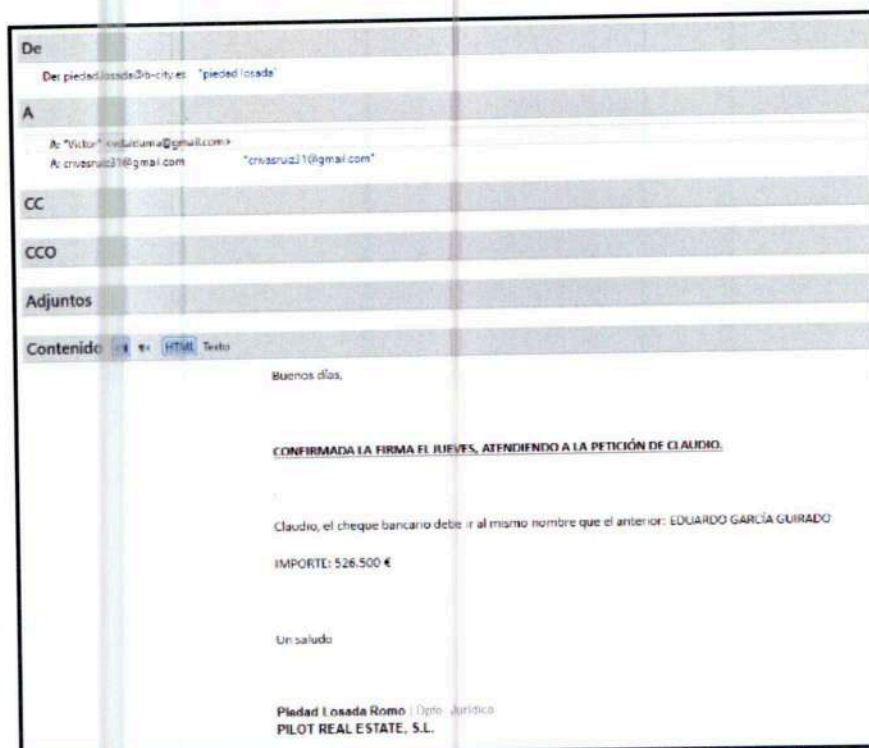 De
De: piedad.losada@b-city.es "piedad losada"
A
A: "Victor"
A: crivasruiz31@gmail.com "crivasruiz31@gmail.com"
CC
CCO
Adjuntos
Contenido HTML Texto
Buenos días,
CONFIRMADA LA FIRMA EL JUEVES, ATENDIENDO A LA PETICIÓN DE CLAUDIO.
Claudio, el cheque bancario debe ir al mismo nombre que el anterior: EDUARDO GARCÍA GUIRADO
IMPORTE: 526.500 €
Un saludo
Piedad Losada Romo | Dpto. Jurídico
PILOT REAL ESTATE, S.L.